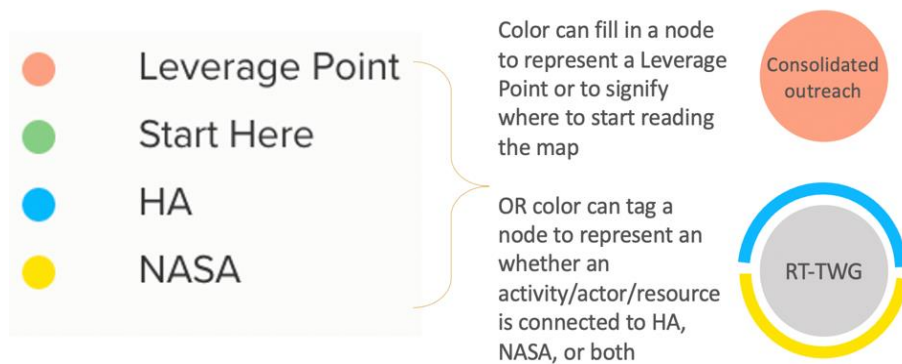 Leverage Point
Start Here
HA
NASA
Color can fill in a node
to represent a Leverage
Point or to signify
where to start reading
the map
Consolidated
outreach
OR color can tag a
node to represent an
whether an
activity/actor/resource
is connected to HA,
NASA, or both
RT-TWG